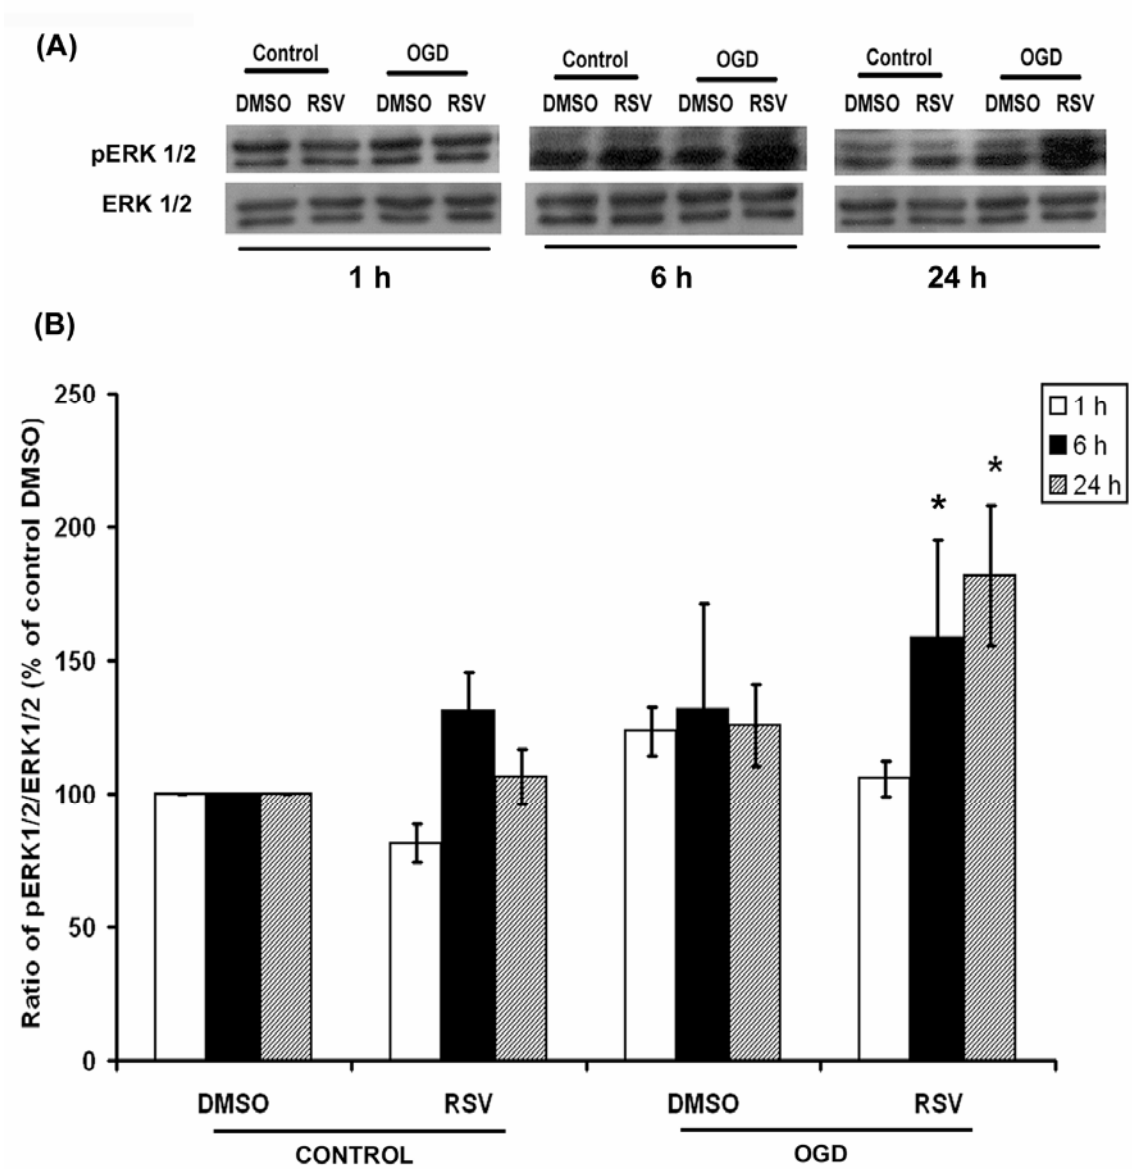 (A)
Control OGD Control OGD Control OGD
DMSO RSV DMSO RSV DMSO RSV DMSO RSV DMSO RSV DMSO RSV
pERK 1/2
ERK 1/2
1 h 6 h 24 h
(B)
Ratio of pERK1/2/ERK1/2 (% of control DMSO)
250
200
150
100
50
0
1 h
6 h
24 h
* *
DMSO RSV DMSO RSV
CONTROL OGD